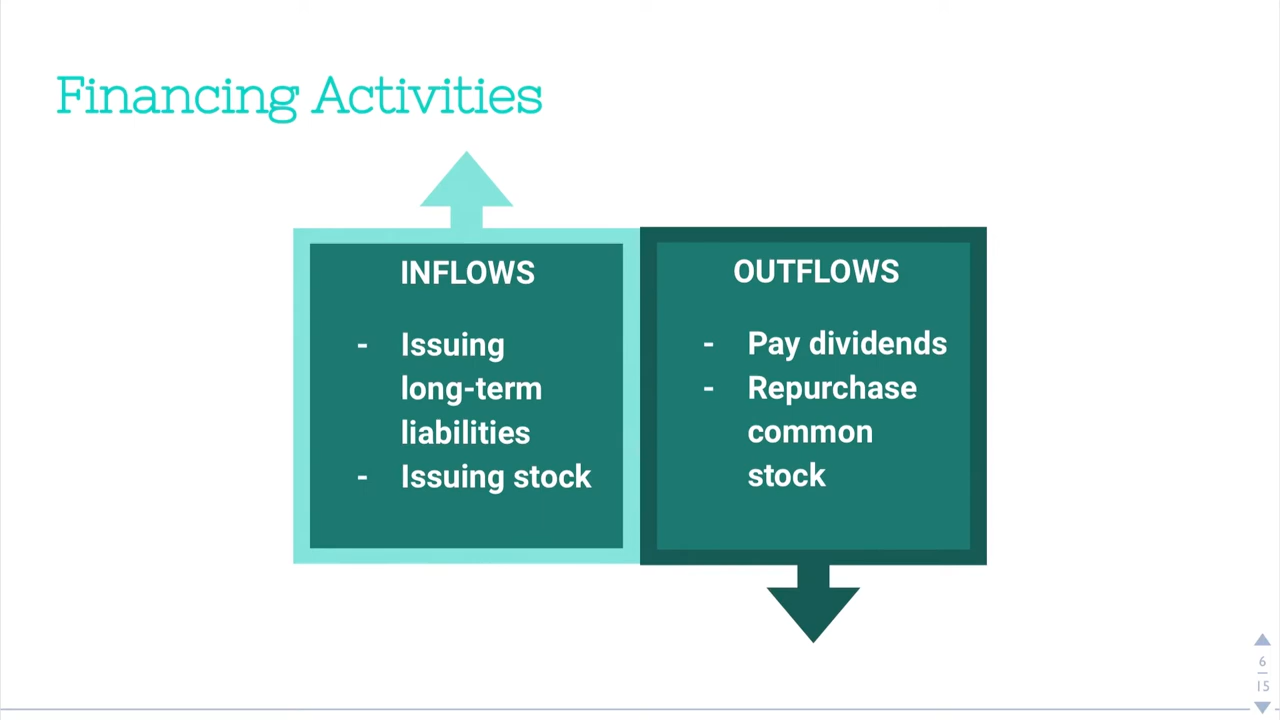 Financing Activities
INFLOWS
- Issuing
long-term
liabilities
- Issuing stock
OUTFLOWS
- Pay dividends
- Repurchase
common
stock
6
15